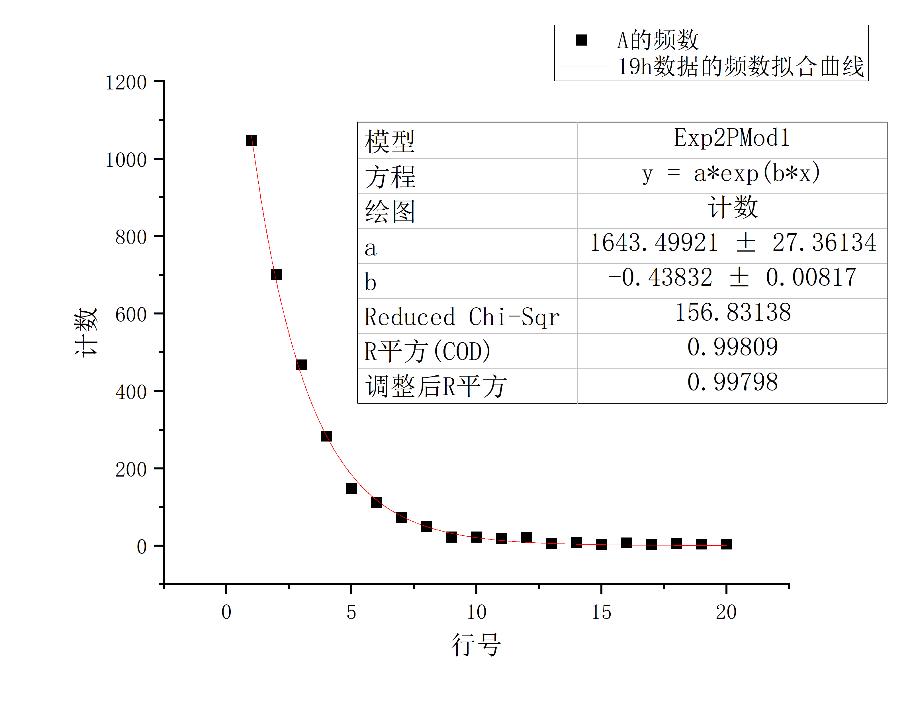 A的频数
19h数据的频数拟合曲线
1200
1000
800
600
400
200
0
计数
模型 Exp2PMod1
方程 y = a*exp(b*x)
绘图 计数
a 1643.49921 ± 27.36134
b -0.43832 ± 0.00817
Reduced Chi-Sqr 156.83138
R平方(COD) 0.99809
调整后R平方 0.99798
0 5 10 15 20
行号